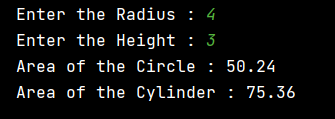 Enter the Radius : 4
Enter the Height : 3
Area of the Circle : 50.24
Area of the Cylinder : 75.36